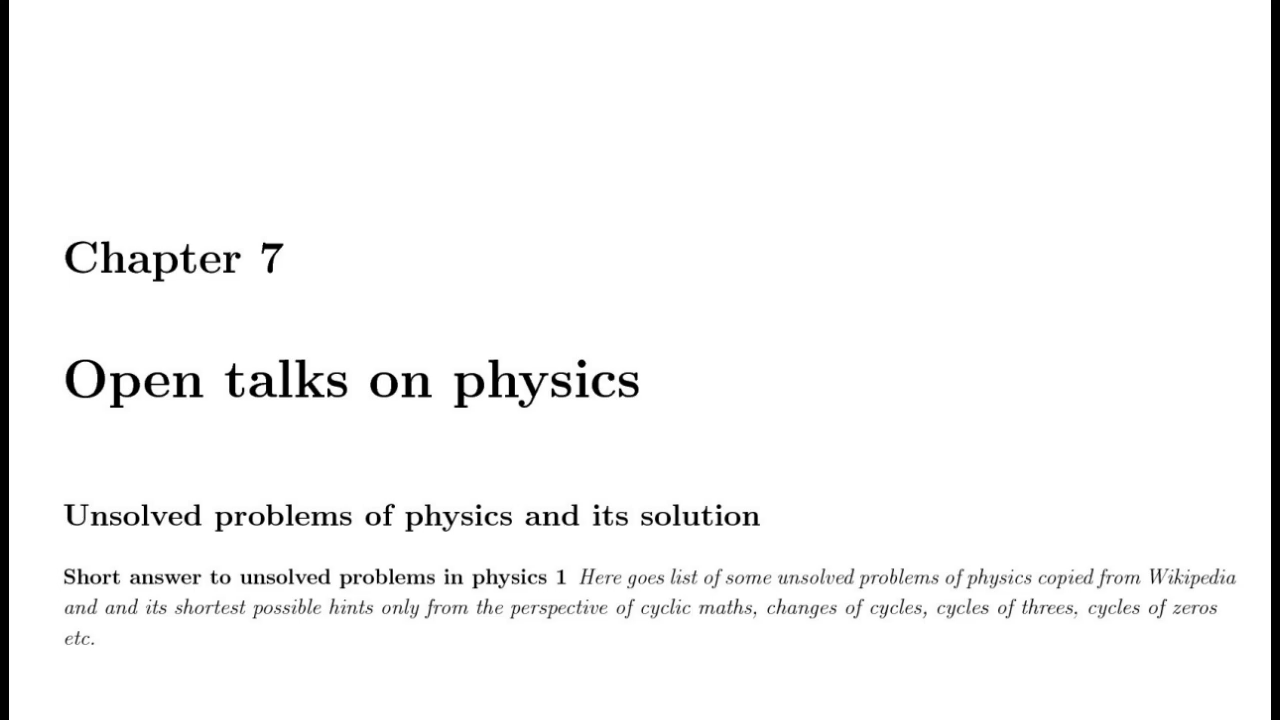 Chapter 7
Open talks on physics
Unsolved problems of physics and its solution
Short answer to unsolved problems in physics 1 Here goes list of some unsolved problems of physics copied from Wikipedia
and and its shortest possible hints only from the perspective of cyclic maths, changes of cycles, cycles of threes, cycles of zeros
etc.